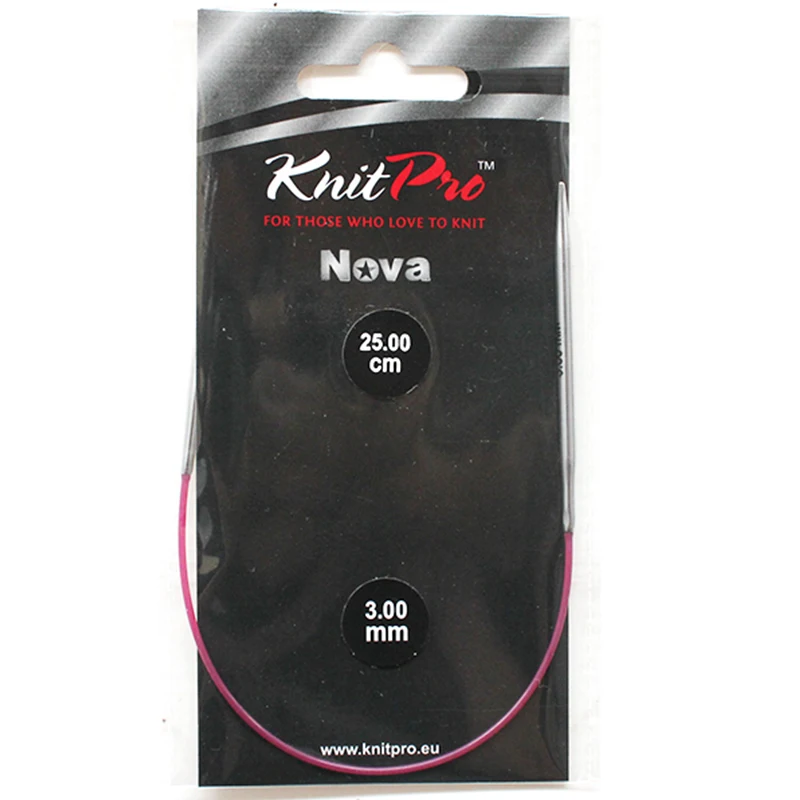 KnitPro™
FOR THOSE WHO LOVE TO KNIT
Nova
25.00
cm
3.00
mm
www.knitpro.eu